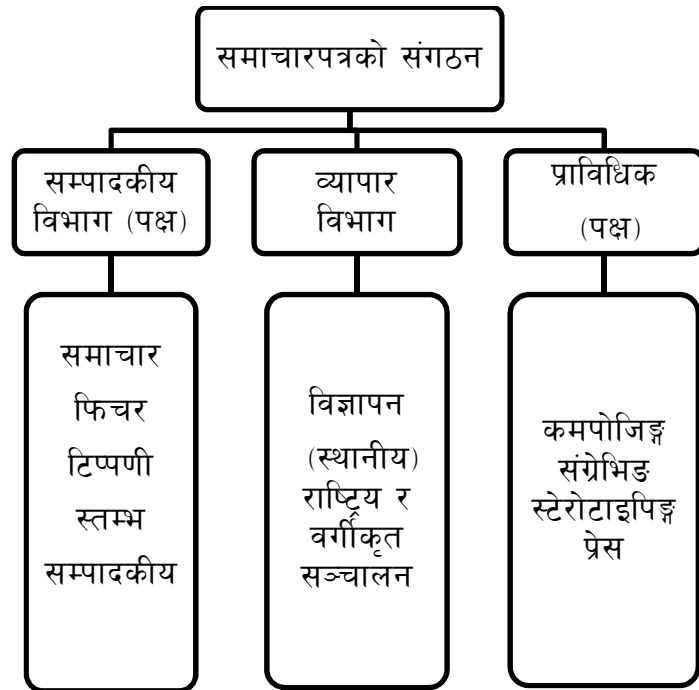 समाचारपत्रको संगठन
सम्पादकीय
विभाग (पक्ष)
व्यापार
विभाग
प्राविधिक
(पक्ष)
समाचार
फिचर
टिप्पणी
स्तम्भ
सम्पादकीय
विज्ञापन
(स्थानीय)
राष्ट्रिय र
वर्गीकृत
सञ्चालन
कमपोजिङ्ग
संग्रेभिङ
स्टेरोटाइपिङ्ग
प्रेस